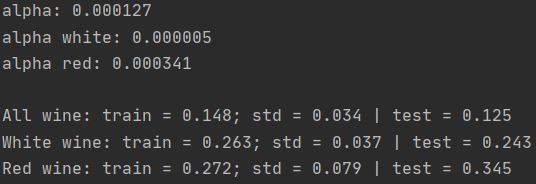 alpha: 0.000127
alpha white: 0.000005
alpha red: 0.000341
All wine: train = 0.148; std = 0.034 | test = 0.125
White wine: train = 0.263; std = 0.037 | test = 0.243
Red wine: train = 0.272; std = 0.079 | test = 0.345